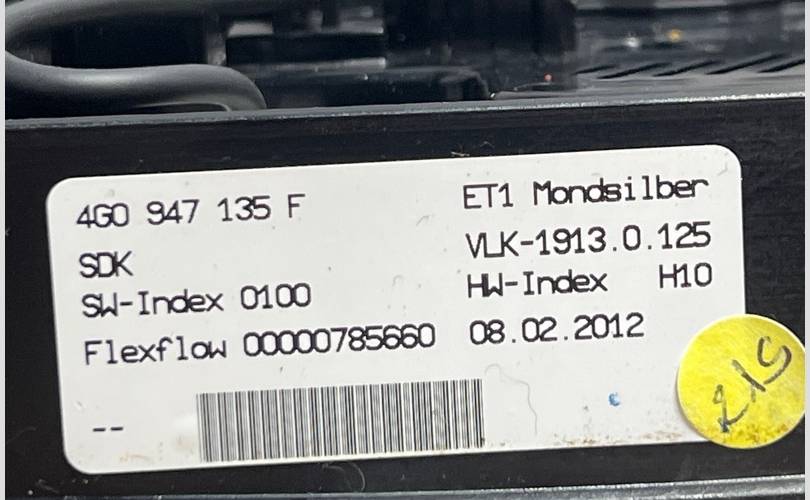 4G0 947 135 F
ET1 Mondsilber
SDK
VLK-1913.0.125
SW-Index 0100
HW-Index H10
Flexflow 00000785660
08.02.2012
--